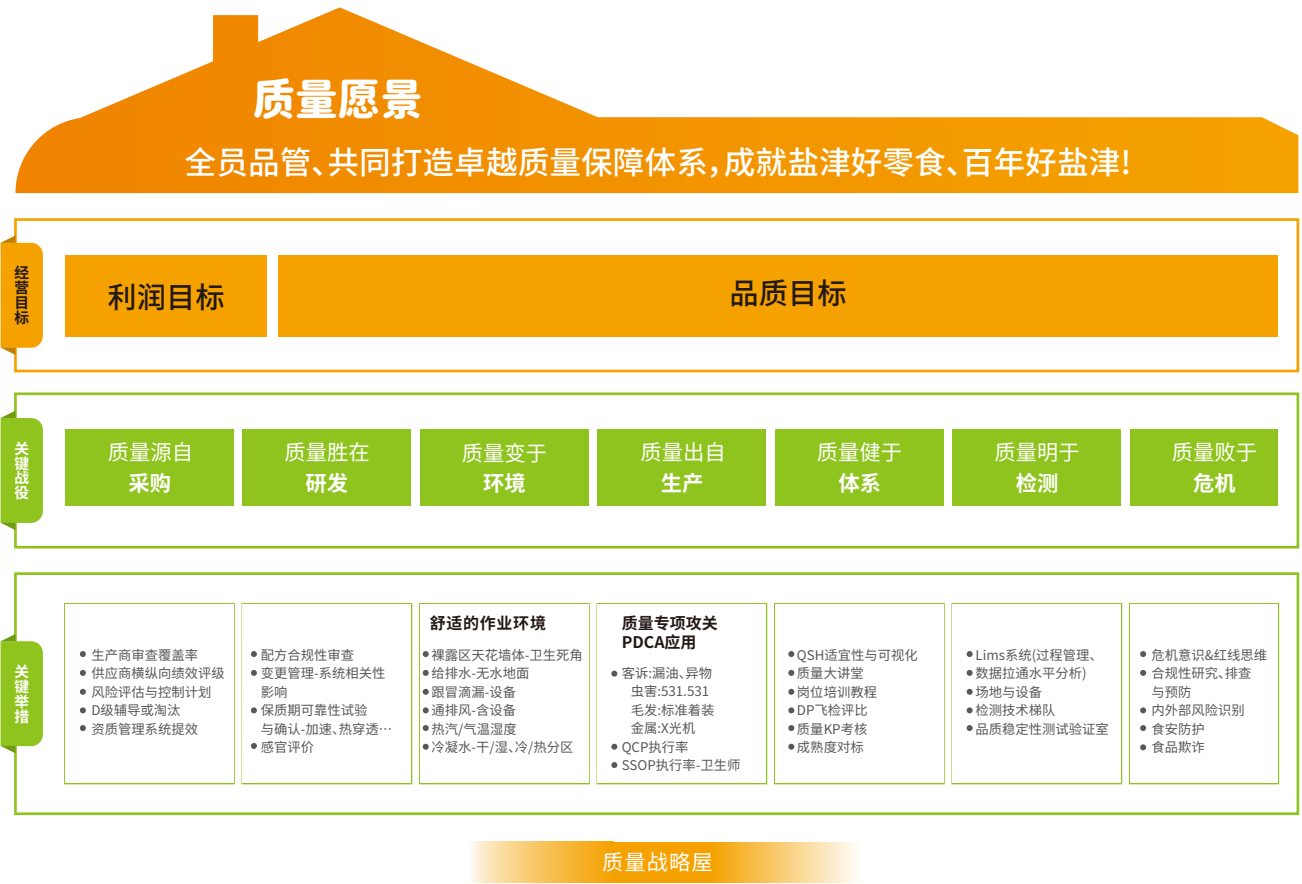 质量愿景
全员品管、共同打造卓越质量保障体系,成就盐津好零食、百年好盐津!
经营目标
利润目标
品质目标
关键战役
质量源自
采购
质量胜在
研发
质量变于
环境
质量出自
生产
质量健于
体系
质量明于
检测
质量败于
危机
关键举措
● 生产商审查覆盖率
● 供应商横纵向绩效评级
● 风险评估与控制计划
● D级辅导或淘汰
● 资质管理系统提效
● 配方合规性审查
● 变更管理-系统相关性
影响
● 保质期可靠性试验
与确认-加速、热穿透…
● 感官评价
舒适的作业环境
● 裸露区天花墙体-卫生死角
● 给排水-无水地面
● 跟冒滴漏-设备
● 通排风-含设备
● 热汽/气温湿度
● 冷凝水-干/湿、冷/热分区
质量专项攻关
PDCA应用
● 客诉:漏油、异物
虫害:531.531
毛发:标准着装
金属:X光机
● QCP执行率
● SSOP执行率-卫生师
● QSH适宜性与可视化
● 质量大讲堂
● 岗位培训教程
● DP飞检评比
● 质量KP考核
● 成熟度对标
● Lims系统(过程管理、
● 数据拉通水平分析)
● 场地与设备
● 检测技术梯队
● 品质稳定性测试验证室
● 危机意识&红线思维
● 合规性研究、排查
与预防
● 内外部风险识别
● 食安防护
● 食品欺诈
质量战略屋